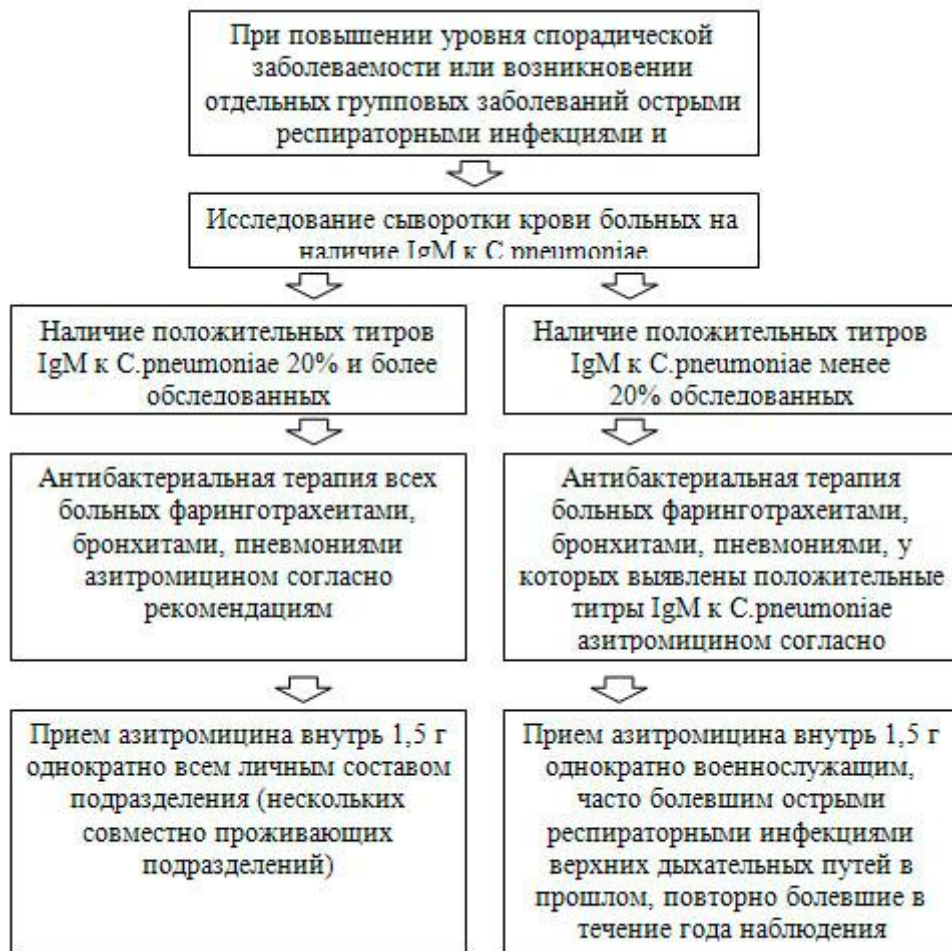 При повышении уровня спорадической
заболеваемости или возникновении
отдельных групповых заболеваний острыми
респираторными инфекциями и
Исследование сыворотки крови больных на
наличие IgM к C.pneumoniae
Наличие положительных титров
IgM к C.pneumoniae 20% и более
обследованных
Наличие положительных титров
IgM к C.pneumoniae менее
20% обследованных
Антибактериальная терапия всех
больных фаринготрахеитами,
бронхитами, пневмониями
азитромицином согласно
рекомендациям
Антибактериальная терапия
больных фаринготрахеитами,
бронхитами, пневмониями, у
которых выявлены положительные
титры IgM к C.pneumoniae
азитромицином согласно
Прием азитромицина внутрь 1,5 г
однократно всем личным составом
подразделения (нескольких
совместно проживающих
подразделений)
Прием азитромицина внутрь 1,5 г
однократно военнослужащим,
часто болевшим острыми
респираторными инфекциями
верхних дыхательных путей в
прошлом, повторно болевшие в
течение года наблюдения